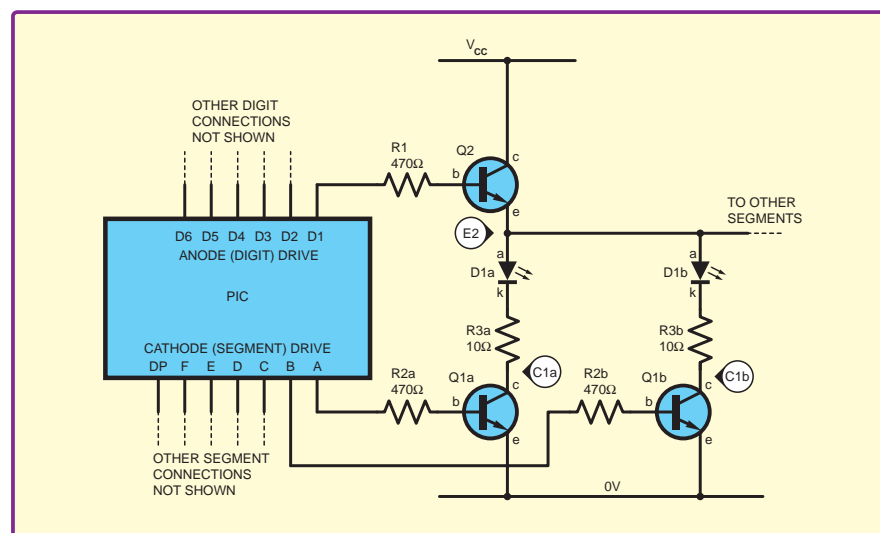 VCC
OTHER DIGIT
CONNECTIONS
NOT SHOWN
R1
470Ω
Q2
c
b
e
TO OTHER
SEGMENTS
D6 D5 D4 D3 D2 D1
ANODE (DIGIT) DRIVE
E2
a
D1a
k
a
D1b
k
PIC
R3a
10Ω
R3b
10Ω
CATHODE (SEGMENT) DRIVE
DP F E D C B A
C1a
C1b
R2a
470Ω
Q1a
c
b
e
R2b
470Ω
Q1b
c
b
e
OTHER SEGMENT
CONNECTIONS
NOT SHOWN
0V